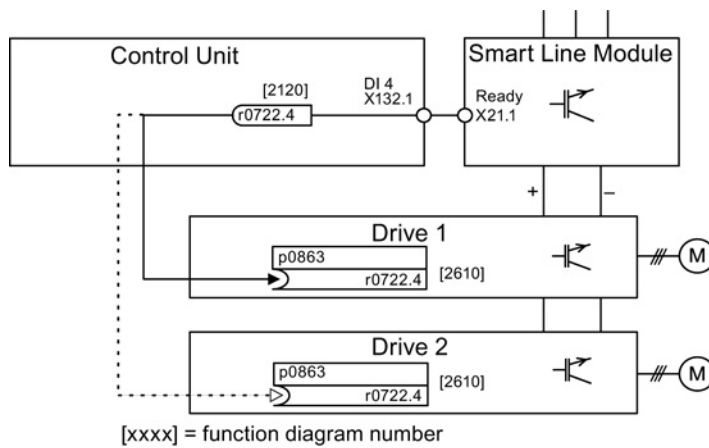 Control Unit
[2120]
r0722.4
DI 4
X132.1
Smart Line Module
Ready
X21.1
+
–
Drive 1
p0863
r0722.4
[2610]
M
Drive 2
p0863
r0722.4
[2610]
M
[xxxx] = function diagram number